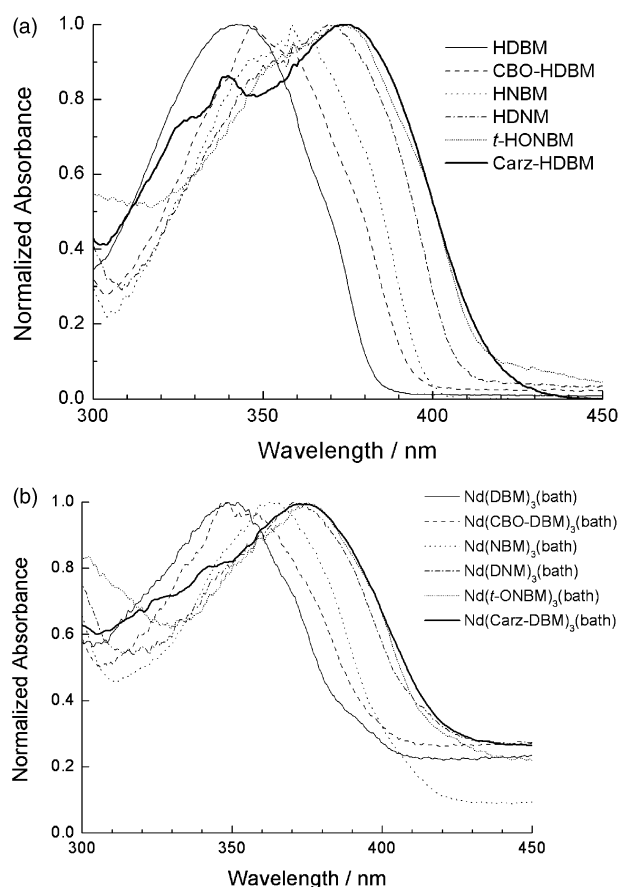 (a)
1.0
0.8
0.6
0.4
0.2
0.0
Normalized Absorbance
HDBM
CBO-HDBM
HNBM
HDNM
t-HONBM
Carz-HDBM
300
350
400
450
Wavelength / nm
(b)
1.0
0.8
0.6
0.4
0.2
0.0
Normalized Absorbance
Nd(DBM)3(bath)
Nd(CBO-DBM)3(bath)
Nd(NBM)3(bath)
Nd(DNM)3(bath)
Nd(t-ONBM)3(bath)
Nd(Carz-DBM)3(bath)
300
350
400
450
Wavelength / nm